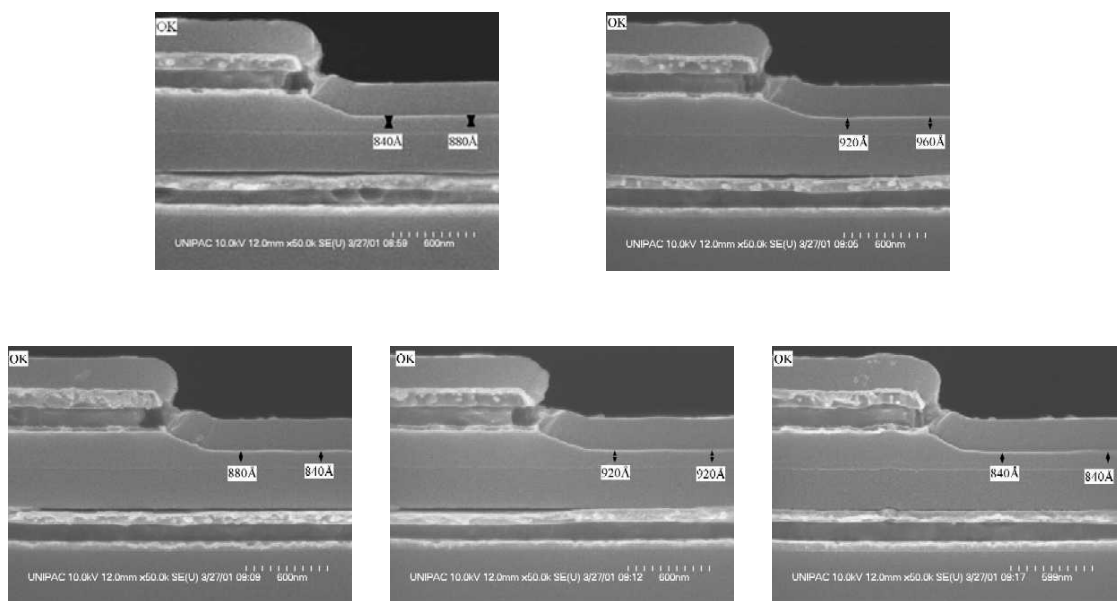 OK
840Å 880Å
UNIPAC 10.0kV 12.0mm x50.0k SE(U) 3/27/01 08:59 600nm
OK
920Å 960Å
UNIPAC 10.0kV 12.0mm x50.0k SE(U) 3/27/01 09:05 600nm
OK
880Å 840Å
UNIPAC 10.0kV 12.0mm x50.0k SE(U) 3/27/01 09:09 600nm
OK
920Å 920Å
UNIPAC 10.0kV 12.0mm x50.0k SE(U) 3/27/01 09:12 600nm
OK
840Å 840Å
UNIPAC 10.0kV 12.0mm x50.0k SE(U) 3/27/01 09:17 599nm